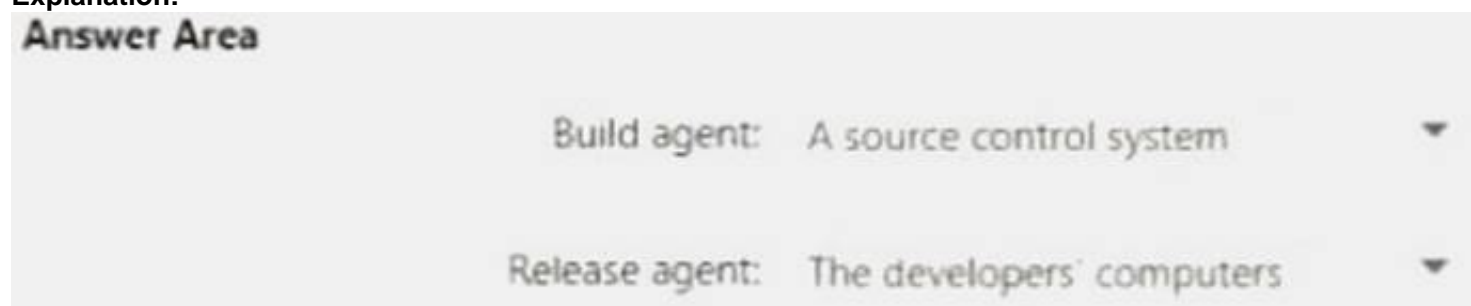 Explanation:
Answer Area
Build agent: A source control system
Release agent: The developers' computers